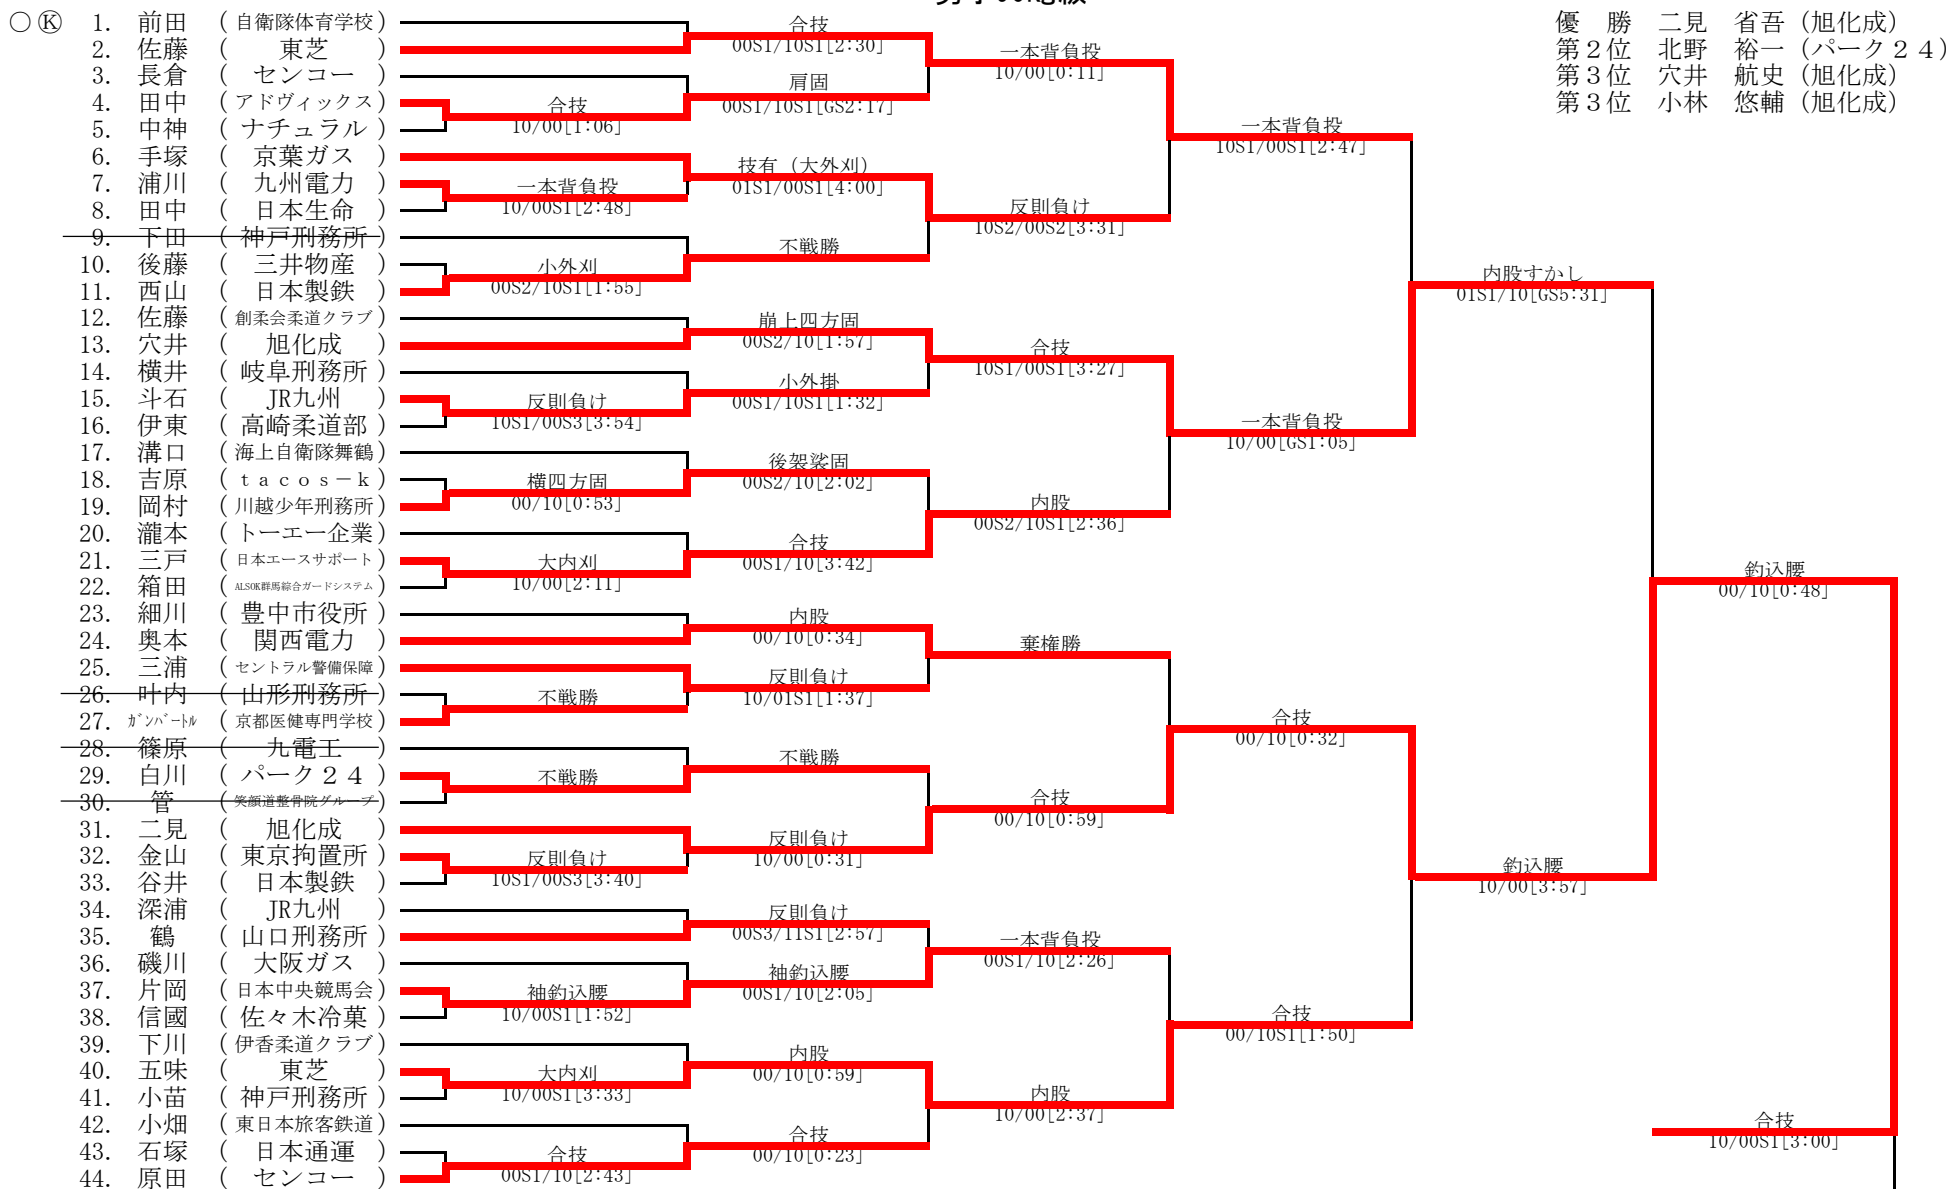 ○Ⓚ 1. 前田 （自衛隊体育学校）
2. 佐藤 （ 東芝 ）
3. 長倉 （ センコー ）
4. 田中 （アドヴィックス）
5. 中神 （ナチュラル）
6. 手塚 （ 京葉ガス ）
7. 浦川 （ 九州電力 ）
8. 田中 （ 日本生命 ）
9. 下田 （神戸刑務所）
10. 後藤 （ 三井物産 ）
11. 西山 （ 日本製鉄 ）
12. 佐藤 （創柔会柔道クラブ）
13. 穴井 （ 旭化成 ）
14. 横井 （岐阜刑務所）
15. 斗石 （ JR九州 ）
16. 伊東 （高崎柔道部）
17. 溝口 （海上自衛隊舞鶴）
18. 吉原 （ｔａｃｏｓ－ｋ）
19. 岡村 （川越少年刑務所）
20. 瀧本 （トーエー企業）
21. 三戸 （日本エースサポート）
22. 箱田 （ALSOK群馬綜合ガードシステム）
23. 細川 （豊中市役所）
24. 奥本 （ 関西電力 ）
25. 三浦 （セントラル警備保障）
26. 叶内 （山形刑務所）
27. ｶﾞﾝﾊﾞｰﾄﾙ （京都医健専門学校）
28. 篠原 （ 九電工 ）
29. 白川 （パーク２４）
30. 管 （笑顔道整骨院グループ）
31. 二見 （ 旭化成 ）
32. 金山 （東京拘置所）
33. 谷井 （ 日本製鉄 ）
34. 深浦 （ JR九州 ）
35. 鶴 （山口刑務所）
36. 磯川 （ 大阪ガス ）
37. 片岡 （日本中央競馬会）
38. 信國 （佐々木冷菓）
39. 下川 （伊香柔道クラブ）
40. 五味 （ 東芝 ）
41. 小苗 （神戸刑務所）
42. 小畑 （東日本旅客鉄道）
43. 石塚 （ 日本通運 ）
44. 原田 （ センコー ）
合技
10/00[1:06]
一本背負投
10/00S1[2:48]
小外刈
00S2/10S1[1:55]
反則負け
10S1/00S3[3:54]
横四方固
00/10[0:53]
大内刈
10/00[2:11]
不戦勝
不戦勝
反則負け
10S1/00S3[3:40]
袖釣込腰
10/00S1[1:52]
大内刈
10/00S1[3:33]
合技
00S1/10[2:43]
合技
00S1/10S1[2:30]
肩固
00S1/10S1[GS2:17]
技有（大外刈）
01S1/00S1[4:00]
不戦勝
崩上四方固
00S2/10[1:57]
小外掛
00S1/10S1[1:32]
後袈裟固
00S2/10[2:02]
合技
00S1/10[3:42]
内股
00/10[0:34]
反則負け
10/01S1[1:37]
不戦勝
反則負け
10/00[0:31]
反則負け
00S3/11S1[2:57]
袖釣込腰
00S1/10[2:05]
内股
00/10[0:59]
合技
00/10[0:23]
一本背負投
10/00[0:11]
反則負け
10S2/00S2[3:31]
合技
10S1/00S1[3:27]
内股
00S2/10S1[2:36]
棄権勝
合技
00/10[0:59]
一本背負投
00S1/10[2:26]
内股
10/00[2:37]
一本背負投
10S1/00S1[2:47]
一本背負投
10/00[GS1:05]
合技
00/10[0:32]
合技
00/10S1[1:50]
内股すかし
01S1/10[GS5:31]
釣込腰
10/00[3:57]
釣込腰
00/10[0:48]
合技
10/00S1[3:00]
優　勝　二見　省吾（旭化成）
第２位　北野　裕一（パーク２４）
第３位　穴井　航史（旭化成）
第３位　小林　悠輔（旭化成）